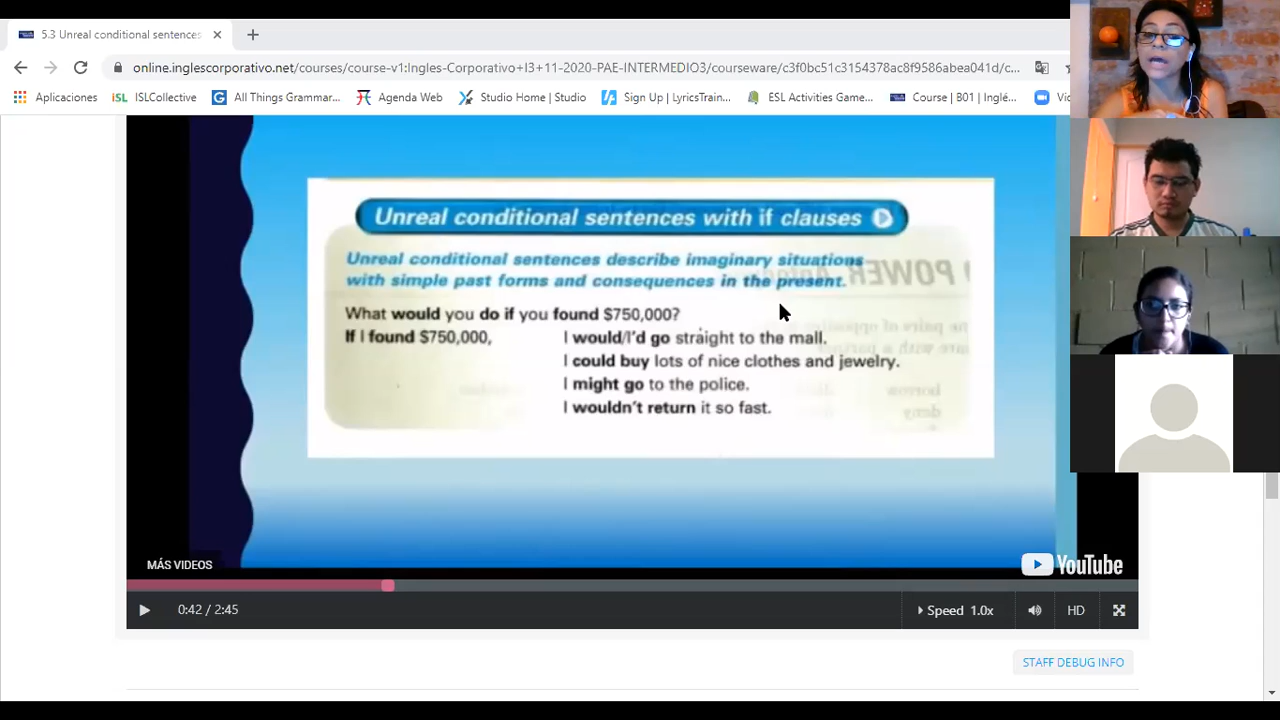 5.3 Unreal conditional sentences
online.inglescorporativo.net/courses/course-v1:Ingles-Corporativo+I3+11-2020-PAE-INTERMEDIO3/courseware/c3f0bc51c3154378ac8f9586abea041d/c...
Aplicaciones iSL ISLCollective All Things Grammar... Agenda Web Studio Home | Studio Sign Up | LyricsTrain... ESL Activities Game... Course | B01 | Inglé...
Unreal conditional sentences with if clauses
Unreal conditional sentences describe imaginary situations
with simple past forms and consequences in the present.
What would you do if you found $750,000?
If I found $750,000, I would/I'd go straight to the mall.
I could buy lots of nice clothes and jewelry.
I might go to the police.
I wouldn't return it so fast.
MÁS VIDEOS
YouTube
0:42 / 2:45 Speed 1.0x HD
STAFF DEBUG INFO